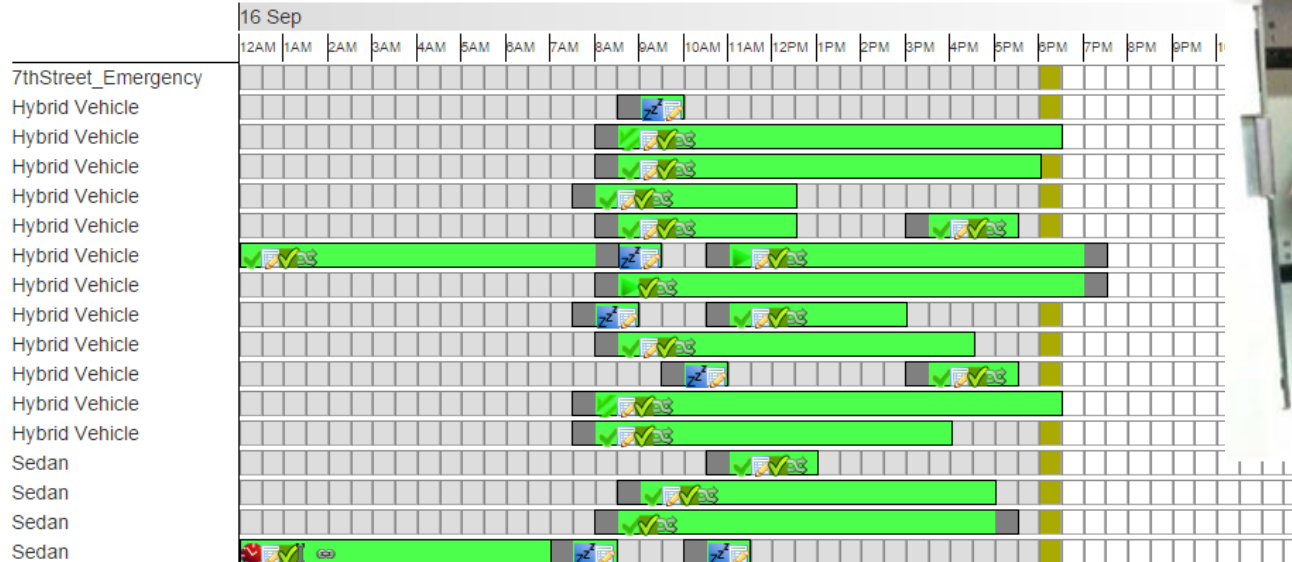 16 Sep
12AM 1AM 2AM 3AM 4AM 5AM 6AM 7AM 8AM 9AM 10AM 11AM 12PM 1PM 2PM 3PM 4PM 5PM 6PM 7PM 8PM 9PM
7thStreet_Emergency
Hybrid Vehicle
Hybrid Vehicle
Hybrid Vehicle
Hybrid Vehicle
Hybrid Vehicle
Hybrid Vehicle
Hybrid Vehicle
Hybrid Vehicle
Hybrid Vehicle
Hybrid Vehicle
Hybrid Vehicle
Hybrid Vehicle
Sedan
Sedan
Sedan
Sedan